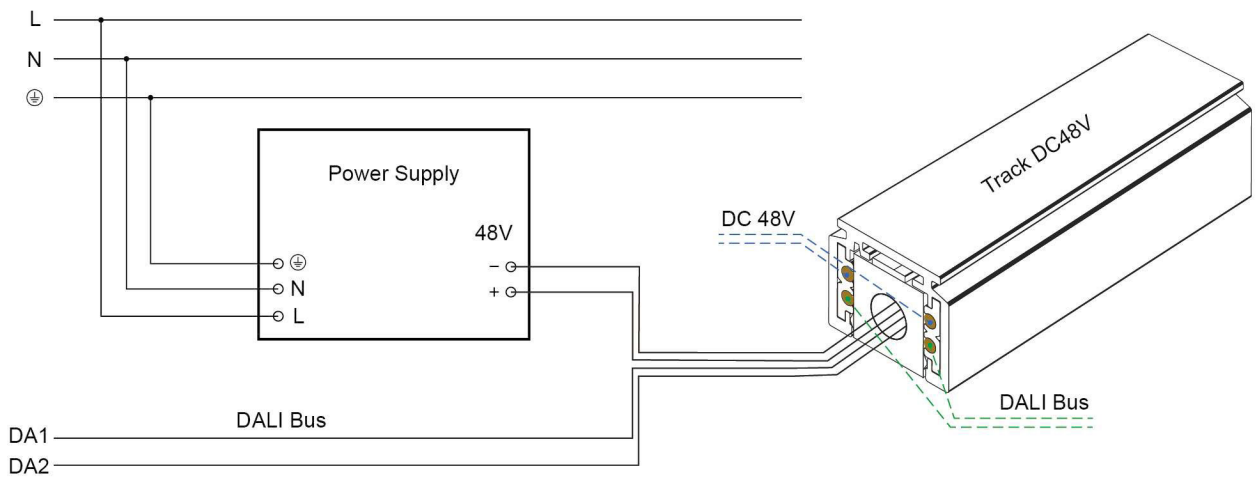 L
N
Power Supply
Track DC48V
DC 48V
48V
−
N
+
L
DALI Bus
DALI Bus
DA1
DA2